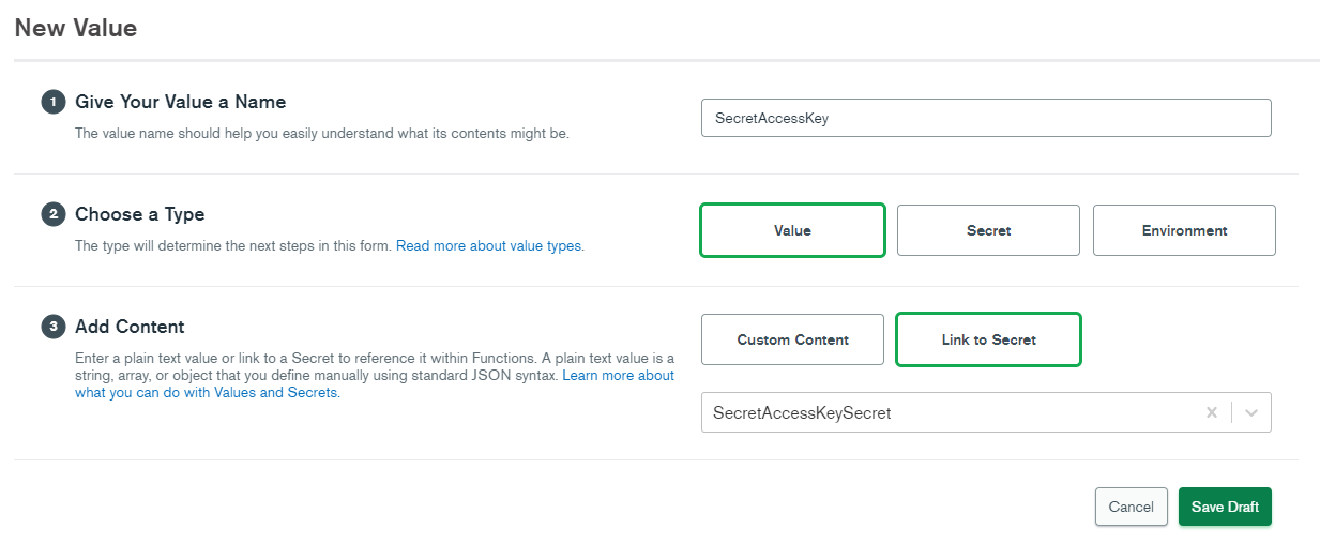 New Value
1 Give Your Value a Name
The value name should help you easily understand what its contents might be.
SecretAccessKey
2 Choose a Type
The type will determine the next steps in this form. Read more about value types.
Value Secret Environment
3 Add Content
Enter a plain text value or link to a Secret to reference it within Functions. A plain text value is a
string, array, or object that you define manually using standard JSON syntax. Learn more about
what you can do with Values and Secrets.
Custom Content Link to Secret
SecretAccessKeySecret X
Cancel Save Draft